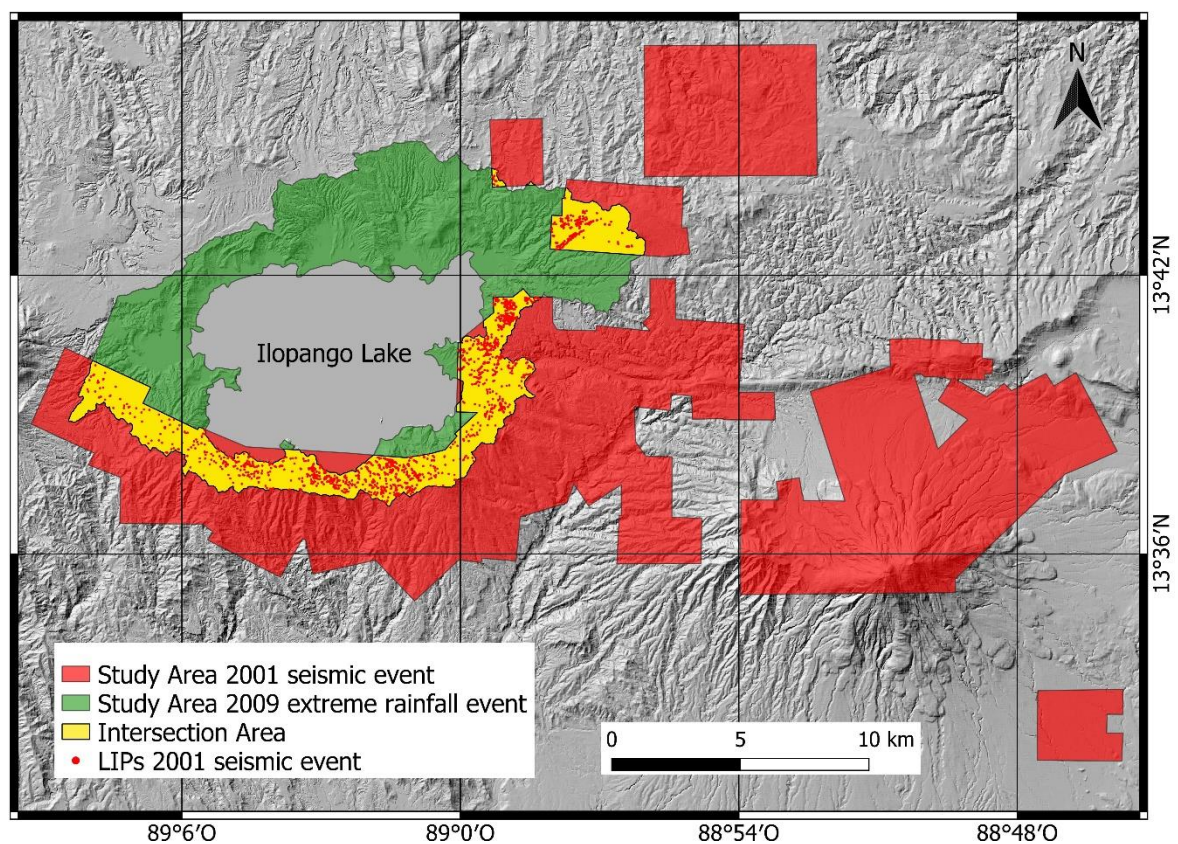 N
13°42′N
Ilopango Lake
13°36′N
Study Area 2001 seismic event
Study Area 2009 extreme rainfall event
Intersection Area
LIPs 2001 seismic event
0 5 10 km
89°6′O 89°0′O 88°54′O 88°48′O